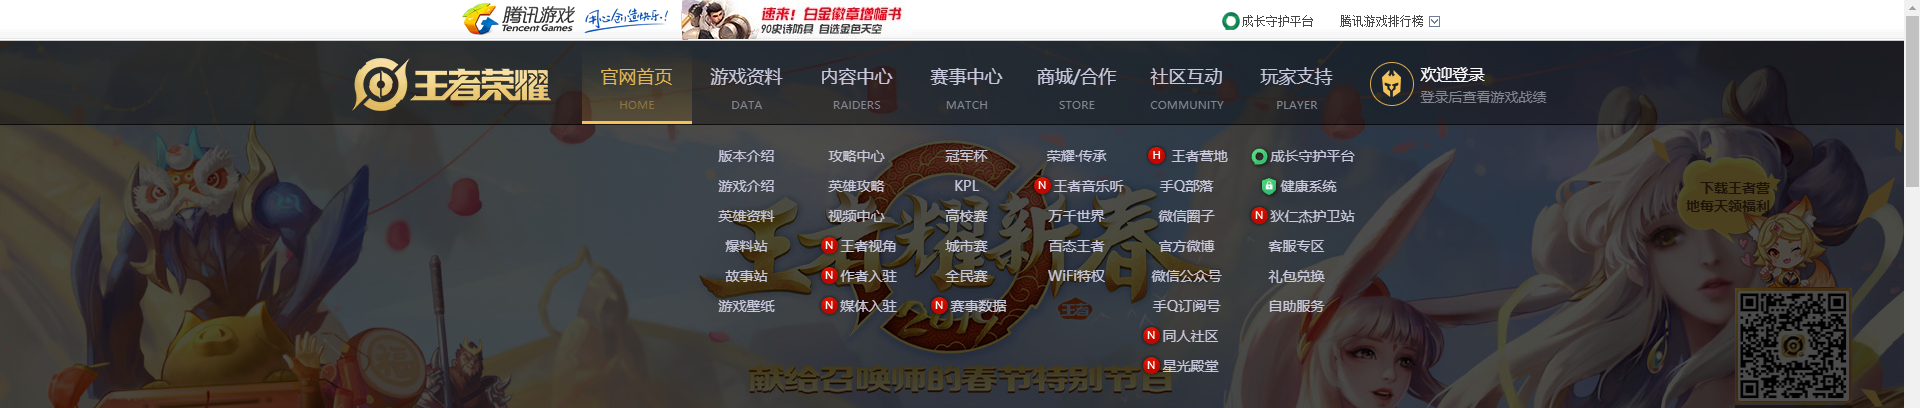 腾讯游戏
Tencent Games
用心创造快乐!
速来！白金徽章增幅书
90史诗防具 自选金色天空
成长守护平台
腾讯游戏排行榜
王者荣耀
官网首页 游戏资料 内容中心 赛事中心 商城/合作 社区互动 玩家支持
HOME DATA RAIDERS MATCH STORE COMMUNITY PLAYER
欢迎登录
登录后查看游戏战绩
版本介绍 攻略中心 冠军杯 荣耀·传承 H 王者营地 成长守护平台
游戏介绍 英雄攻略 KPL N 王者音乐听 手Q部落 健康系统
英雄资料 视频中心 高校赛 万千世界 微信圈子 N 狄仁杰护卫站
爆料站 N 王者视角 城市赛 百态王者 官方微博 客服专区
故事站 N 作者入驻 全民赛 WiFi特权 微信公众号 礼包兑换
游戏壁纸 N 媒体入驻 N 赛事数据 手Q订阅号 自助服务
N 同人社区
N 星光殿堂
王者耀新春
2017
王者
献给召唤师的春节特别节目
下载王者营
地每天领福利